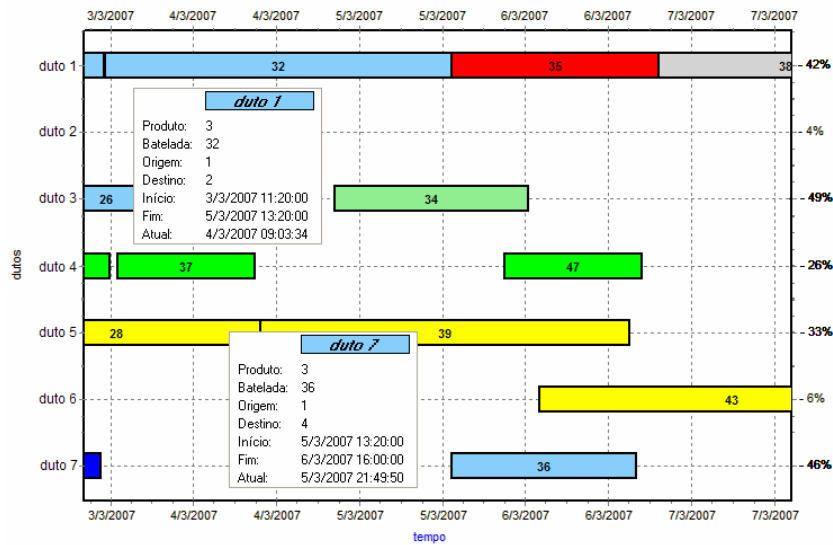 3/3/2007 4/3/2007 4/3/2007 5/3/2007 5/3/2007 6/3/2007 6/3/2007 7/3/2007 7/3/2007
duto 1 32 35 38 42%
duto 1
Produto: 3
Batelada: 32
Origem: 1
Destino: 2
Início: 3/3/2007 11:20:00
Fim: 5/3/2007 13:20:00
Atual: 4/3/2007 09:03:34
duto 2 4%
duto 3 26 34 49%
dutos
duto 4 37 47 26%
duto 5 28 39 33%
duto 7
Produto: 3
Batelada: 36
Origem: 1
Destino: 4
Início: 5/3/2007 13:20:00
Fim: 6/3/2007 16:00:00
Atual: 5/3/2007 21:49:50
duto 6 43 6%
duto 7 36 46%
3/3/2007 4/3/2007 4/3/2007 5/3/2007 5/3/2007 6/3/2007 6/3/2007 7/3/2007 7/3/2007
tempo